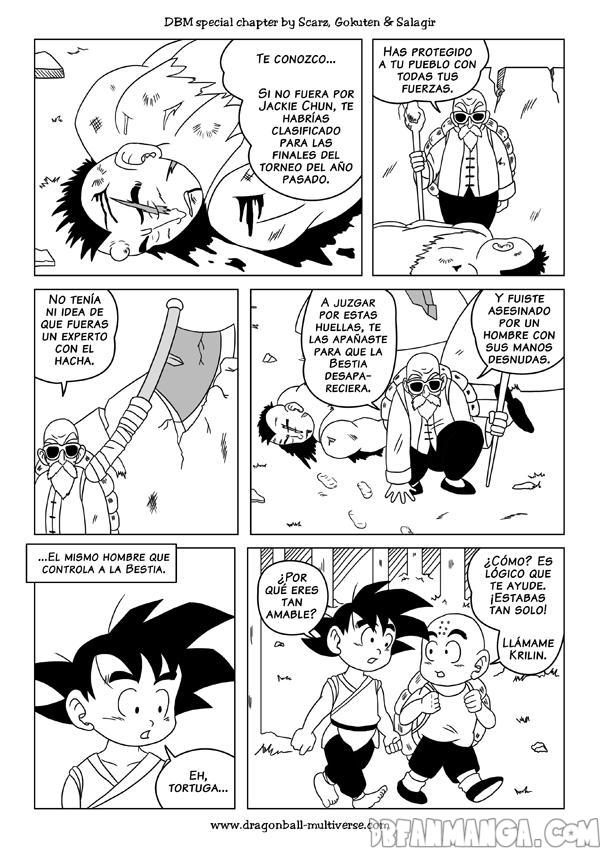 DBM special chapter by Scarz, Gokuten & Salagir
Te conozco...
Si no fuera por
Jackie Chun, te
habrías
clasificado
para las
finales del
torneo del año
pasado.
Has protegido
a tu pueblo con
todas tus
fuerzas.
No tenía
ni idea de
que fueras
un experto
con el
hacha.
A juzgar
por estas
huellas, te
las apañaste
para que la
Bestia
desapa-
reciera.
Y fuiste
asesinado
por un
hombre con
sus manos
desnudas.
...El mismo hombre que
controla a la Bestia.
Eh,
tortuga...
¿Por
qué eres
tan
amable?
¿Cómo? Es
lógico que
te ayude.
¡Estabas
tan solo!
Llámame
Krilin.
www.dragonball-multiverse.com
DBFANMANGA.COM